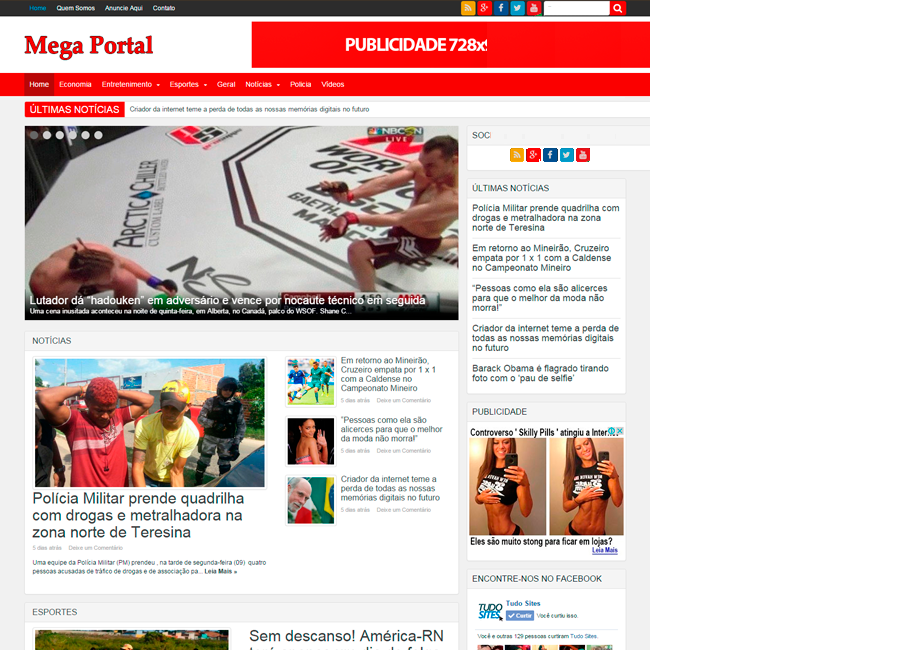 Home Quem Somos Anuncie Aqui Contato
Mega Portal
PUBLICIDADE 728x9
Home Economia Entretenimento Esportes Geral Notícias Policia Vídeos
ÚLTIMAS NOTÍCIAS Criador da internet teme a perda de todas as nossas memórias digitais no futuro
NBCSN
LIVE
ARCTIC CHILLER
CUSTOM LABEL
Lutador dá "hadouken" em adversário e vence por nocaute técnico em seguida
Uma cena inusitada aconteceu na noite de quinta-feira, em Alberta, no Canadá, palco do WSOF. Shane C...
SOCI
ÚLTIMAS NOTÍCIAS
Polícia Militar prende quadrilha com
drogas e metralhadora na zona
norte de Teresina
Em retorno ao Mineirão, Cruzeiro
empata por 1 x 1 com a Caldense
no Campeonato Mineiro
"Pessoas como ela são alicerces
para que o melhor da moda não
morra!"
Criador da internet teme a perda de
todas as nossas memórias digitais
no futuro
Barack Obama é flagrado tirando
foto com o 'pau de selfie'
NOTÍCIAS
Polícia Militar prende quadrilha
com drogas e metralhadora na
zona norte de Teresina
5 dias atrás Deixe um Comentário
Uma equipe da Polícia Militar (PM) prendeu , na tarde de segunda-feira (09) quatro
pessoas acusadas de tráfico de drogas e de associação pa... Leia Mais »
Em retorno ao Mineirão,
Cruzeiro empata por 1 x 1
com a Caldense no
Campeonato Mineiro
5 dias atrás Deixe um Comentário
"Pessoas como ela são
alicerces para que o melhor
da moda não morra!"
5 dias atrás Deixe um Comentário
Criador da internet teme a
perda de todas as nossas
memórias digitais no futuro
5 dias atrás Deixe um Comentário
PUBLICIDADE
Controverso ' Skilly Pills ' atingiu a Inter...
Eles são muito stong para ficar em lojas?
Leia Mais
ENCONTRE-NOS NO FACEBOOK
TUDO
SITES
Tudo Sites
Curtir Você curtiu isso.
Você e outras 129 pessoas curtiram Tudo Sites.
ESPORTES
Sem descanso! América-RN